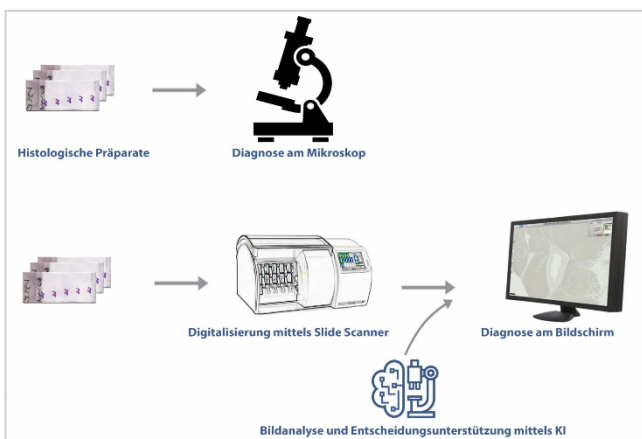 Histologische Präparate
Diagnose am Mikroskop
Digitalisierung mittels Slide Scanner
Diagnose am Bildschirm
Bildanalyse und Entscheidungsunterstützung mittels KI